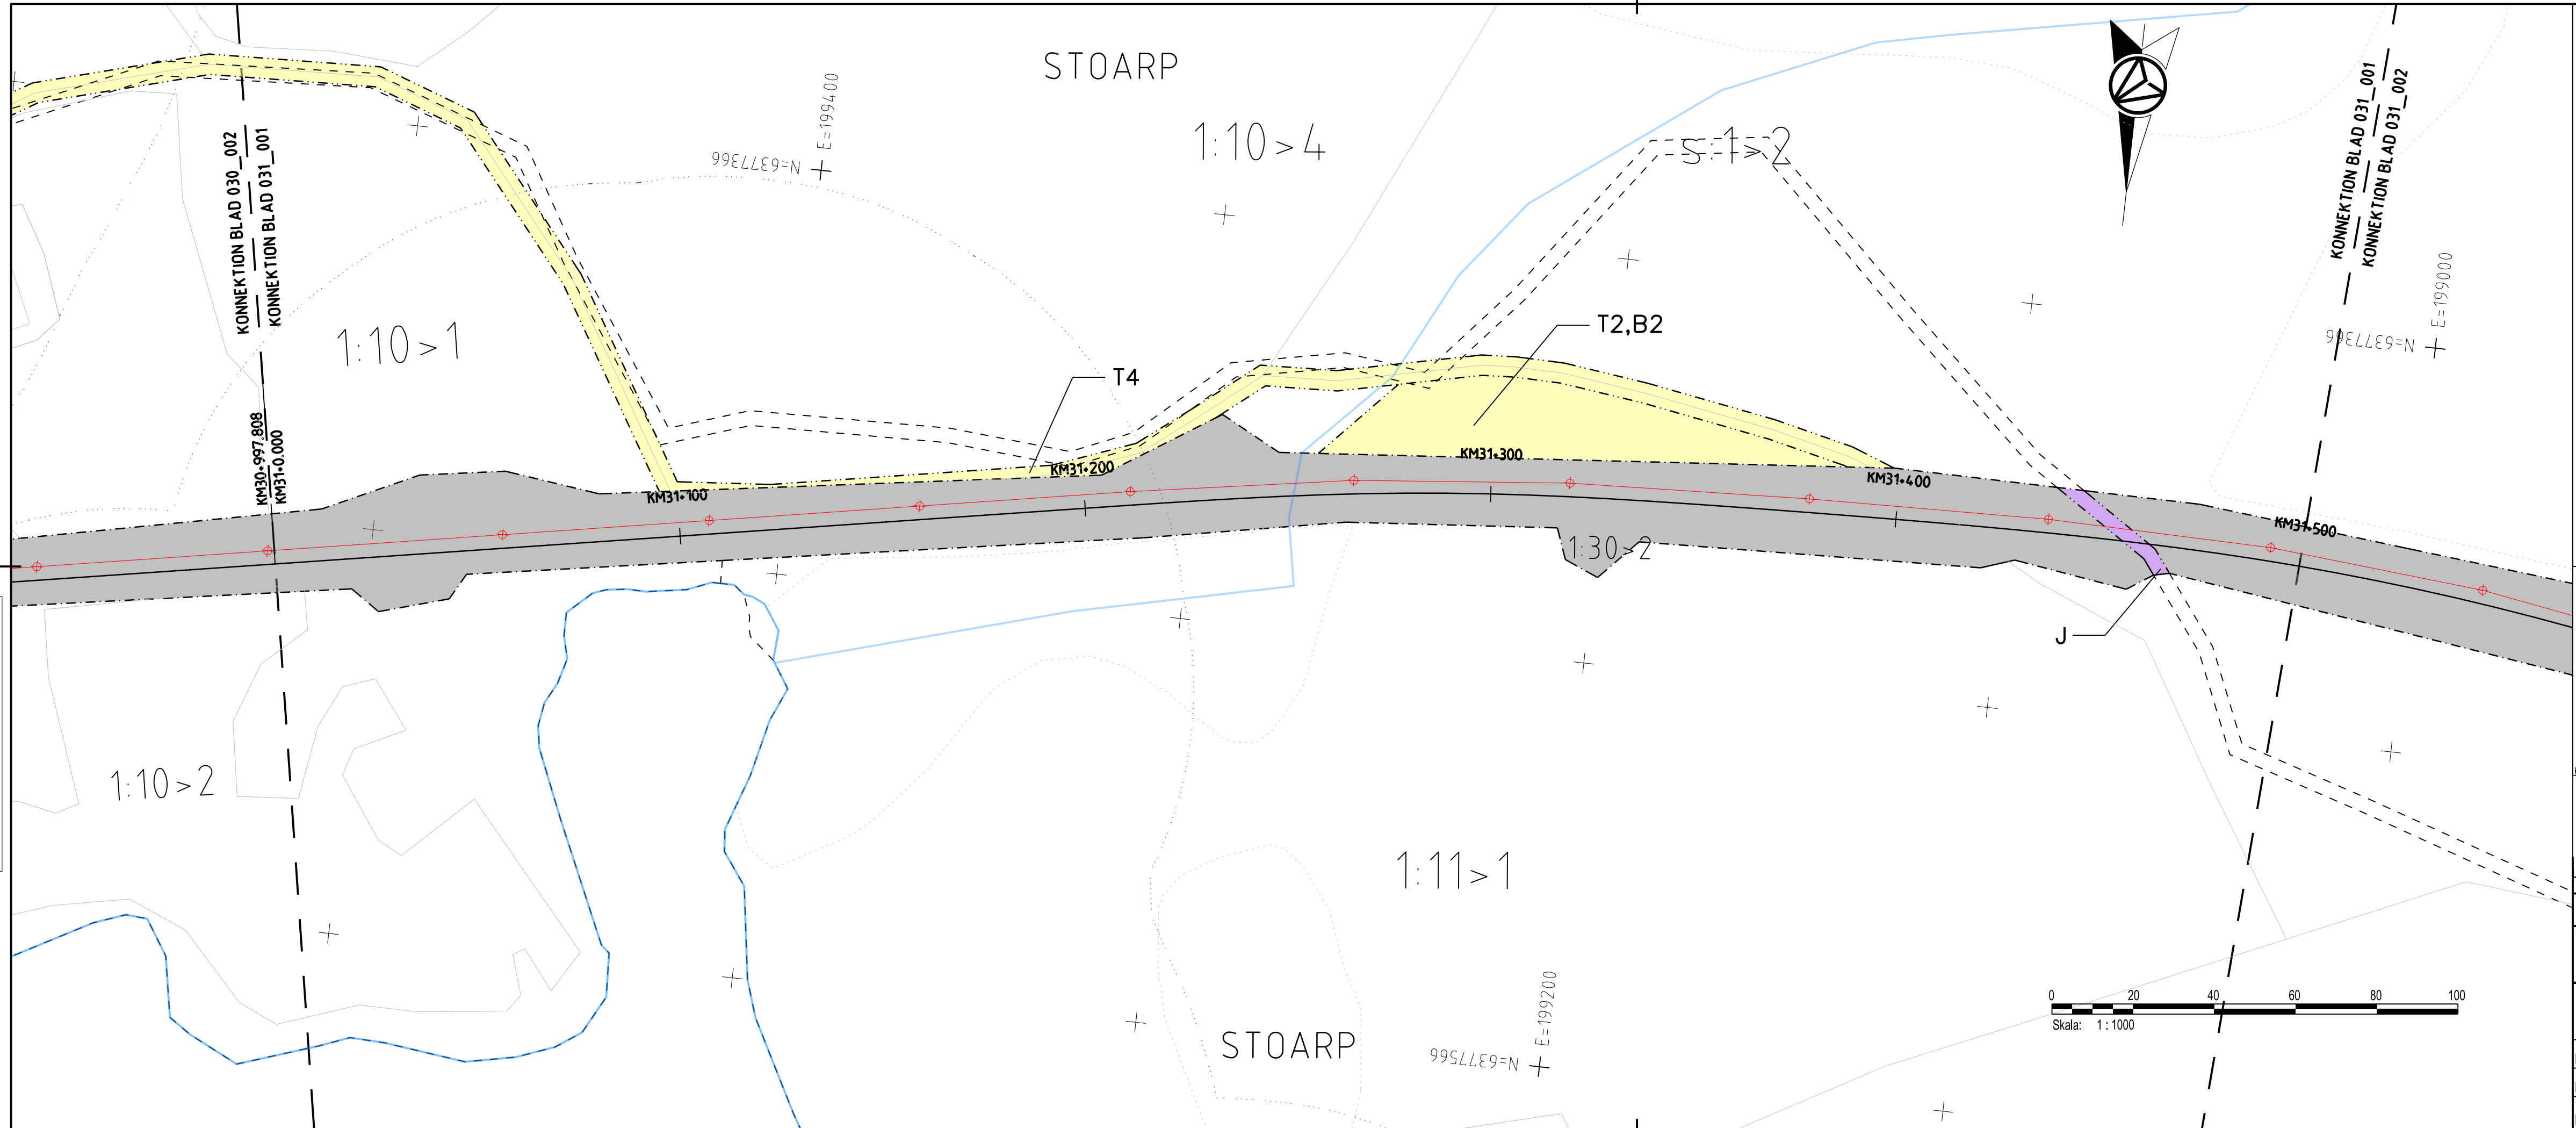 STOARP
1:10>4
s:1>2
E=199400
N=6377366
KONNEKTION BLAD 030_002
KONNEKTION BLAD 031_001
KONNEKTION BLAD 031_001
KONNEKTION BLAD 031_002
E=199000
N=6377366
1:10>1
T2,B2
T4
KM30+997.808
KM31+0.000
KM31+100
KM31+200
KM31+300
KM31+400
KM31+500
1:30>2
J
1:10>2
1:11>1
STOARP
E=199200
N=6377566
0 20 40 60 80 100
Skala: 1 : 1000